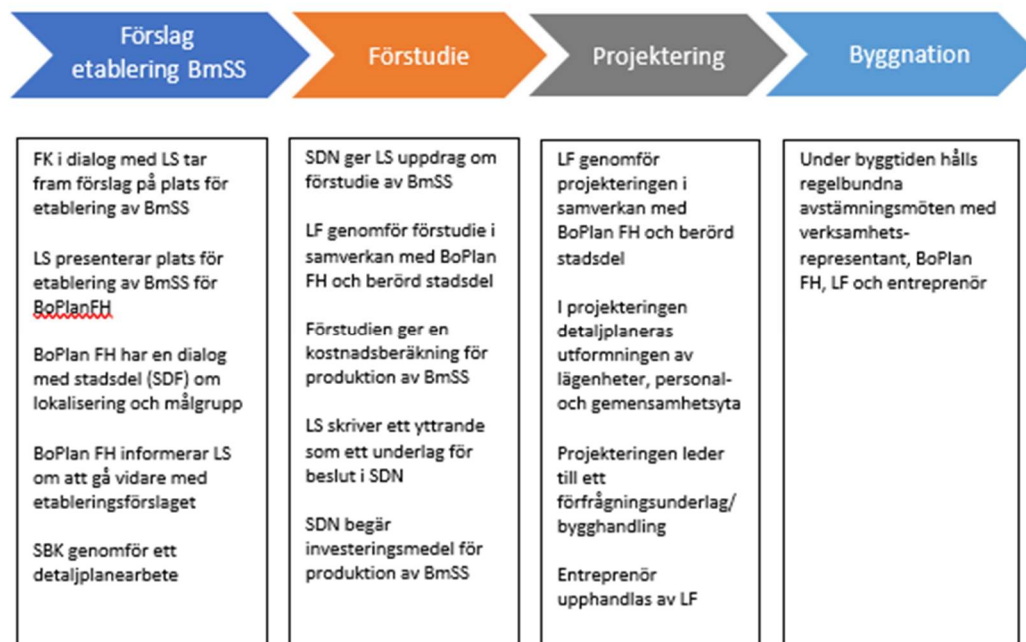 Förslag
etablering BmSS
Förstudie
Projektering
Byggnation
FK i dialog med LS tar
fram förslag på plats för
etablering av BmSS
LS presenterar plats för
etablering av BmSS för
BoPlanFH
BoPlan FH har en dialog
med stadsdel (SDF) om
lokalisering och målgrupp
BoPlan FH informerar LS
om att gå vidare med
etableringsförslaget
SBK genomför ett
detaljplanearbete
SDN ger LS uppdrag om
förstudie av BmSS
LF genomför förstudie i
samverkan med BoPlan
FH och berörd stadsdel
Förstudien ger en
kostnadsberäkning för
produktion av BmSS
LS skriver ett yttrande
som ett underlag för
beslut i SDN
SDN begär
investeringsmedel för
produktion av BmSS
LF genomför
projekteringen i
samverkan med
BoPlan FH och berörd
stadsdel
I projekteringen
detaljplaneras
utformningen av
lägenheter, personal-
och gemensamhetsyta
Projekteringen leder
till ett
förfrågningsunderlag/
bygghandling
Entreprenör
upphandlas av LF
Under byggtiden hålls
regelbundna
avstämningsmöten med
verksamhets-
representant, BoPlan
FH, LF och entreprenör